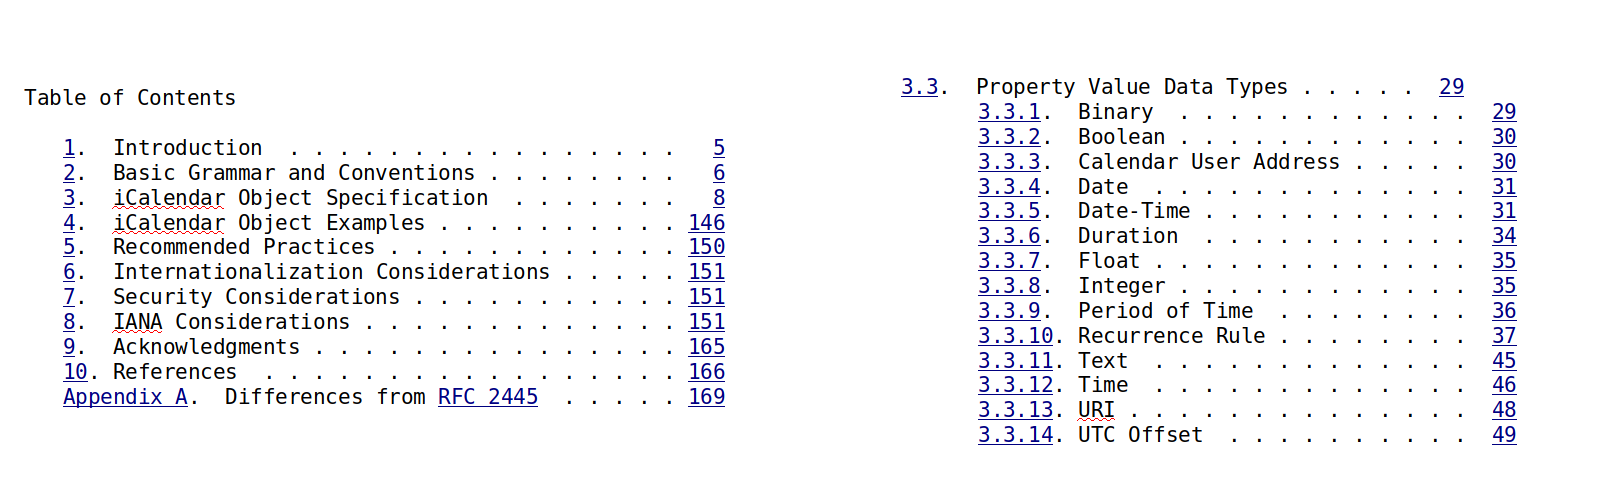 Table of Contents
1.  Introduction  . . . . . . . . . . . . . . . .   5
2.  Basic Grammar and Conventions . . . . . . . .   6
3.  iCalendar Object Specification  . . . . . . .   8
4.  iCalendar Object Examples . . . . . . . . . . 146
5.  Recommended Practices . . . . . . . . . . . . 150
6.  Internationalization Considerations . . . . . 151
7.  Security Considerations . . . . . . . . . . . 151
8.  IANA Considerations . . . . . . . . . . . . . 151
9.  Acknowledgments . . . . . . . . . . . . . . . 165
10. References  . . . . . . . . . . . . . . . . . 166
Appendix A.  Differences from RFC 2445  . . . . . 169
3.3.  Property Value Data Types . . . . .  29
3.3.1.  Binary  . . . . . . . . . . . .  29
3.3.2.  Boolean . . . . . . . . . . . .  30
3.3.3.  Calendar User Address . . . . .  30
3.3.4.  Date  . . . . . . . . . . . . .  31
3.3.5.  Date-Time . . . . . . . . . . .  31
3.3.6.  Duration  . . . . . . . . . . .  34
3.3.7.  Float . . . . . . . . . . . . .  35
3.3.8.  Integer . . . . . . . . . . . .  35
3.3.9.  Period of Time  . . . . . . . .  36
3.3.10. Recurrence Rule . . . . . . . .  37
3.3.11. Text  . . . . . . . . . . . . .  45
3.3.12. Time  . . . . . . . . . . . . .  46
3.3.13. URI . . . . . . . . . . . . . .  48
3.3.14. UTC Offset  . . . . . . . . . .  49